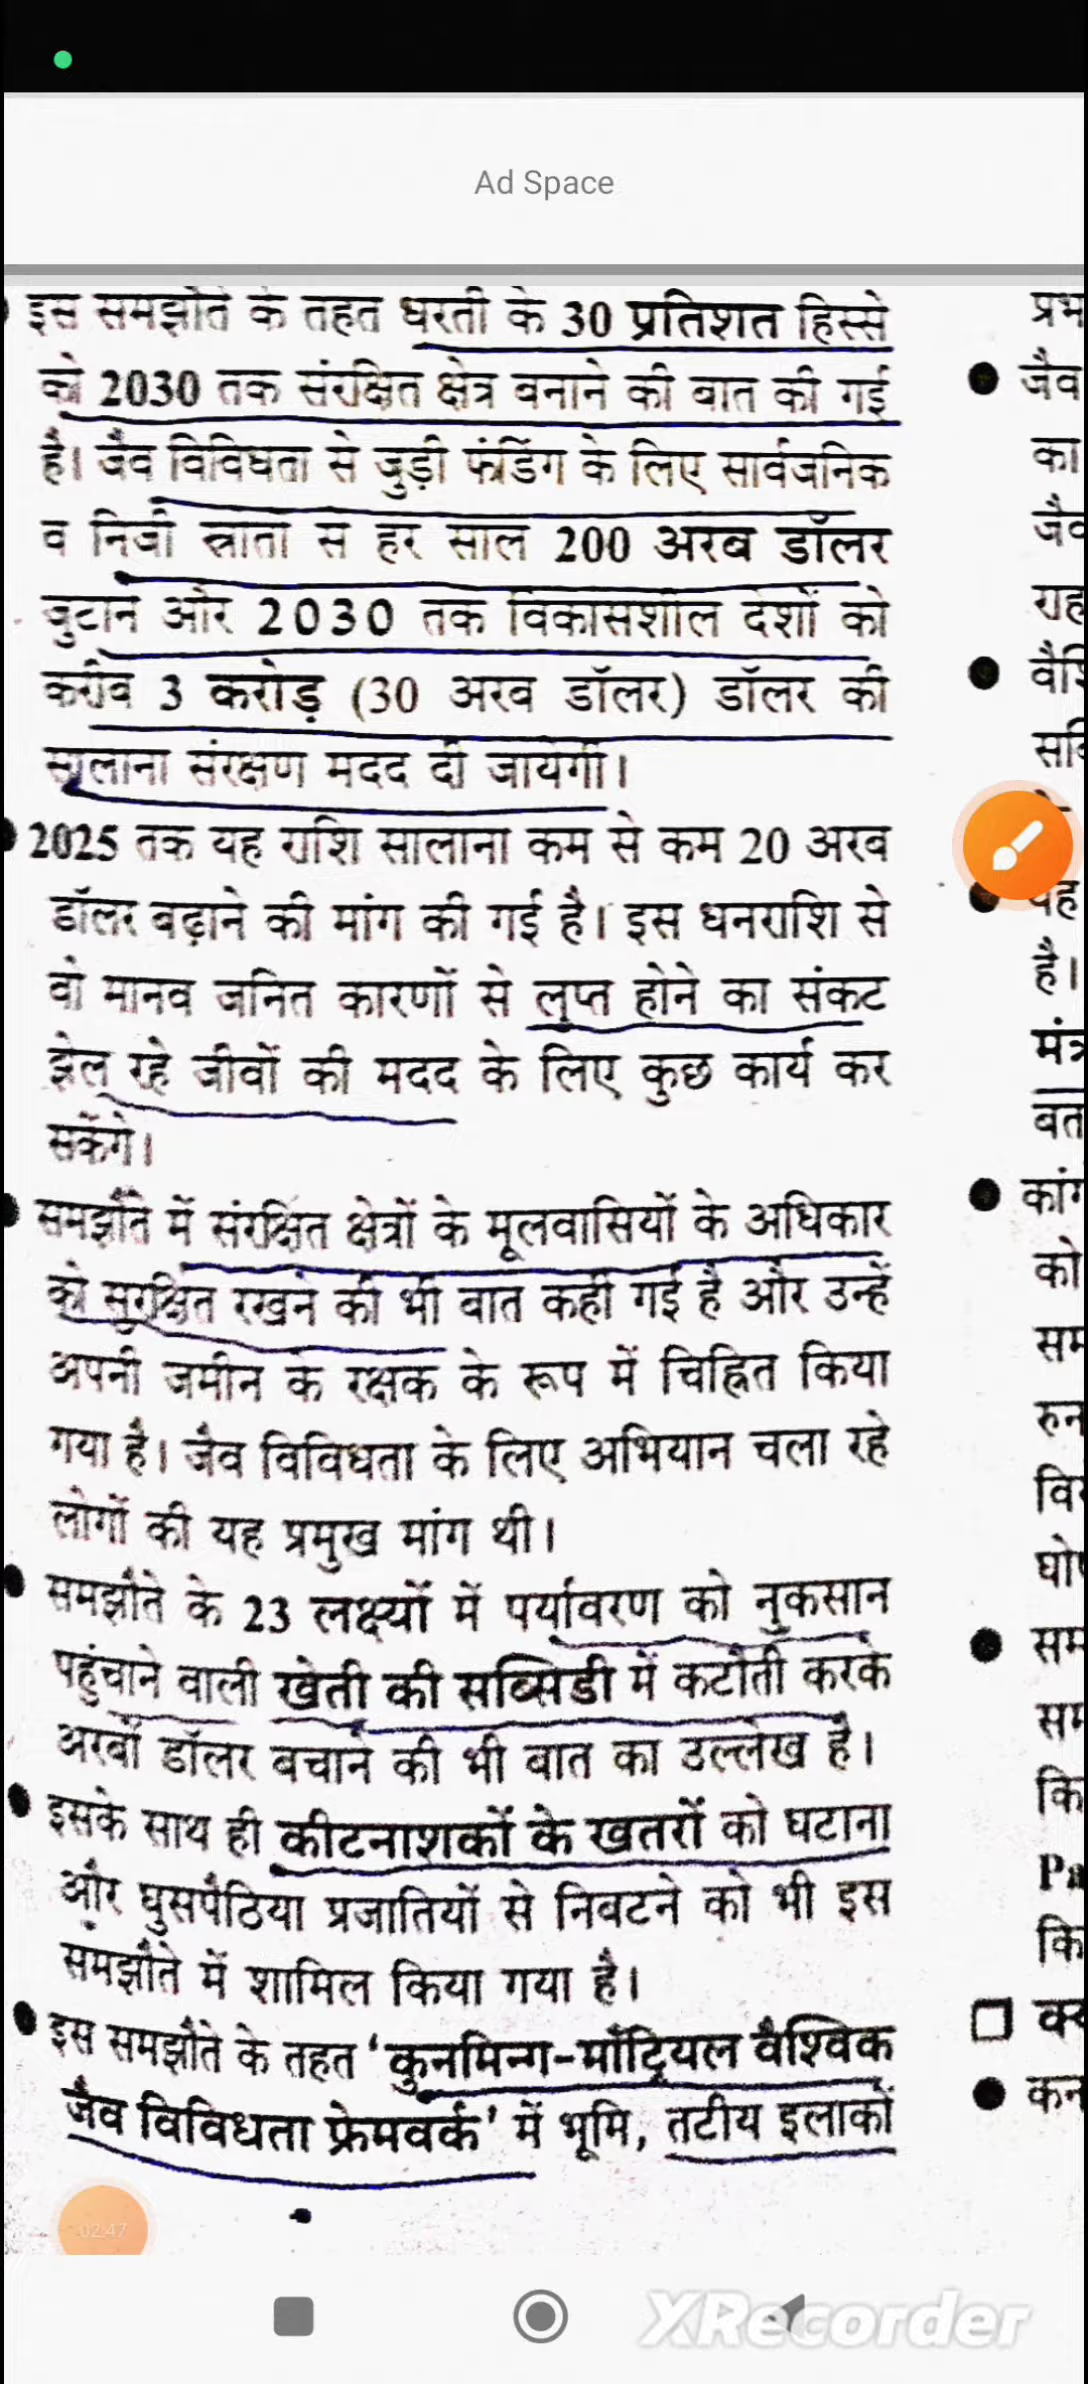 Ad Space
इस समझौते के तहत धरती के 30 प्रतिशत हिस्से
को 2030 तक संरक्षित क्षेत्र बनाने की बात की गई
है। जैव विविधता से जुड़ी फंडिंग के लिए सार्वजनिक
व निजी स्रोतों से हर साल 200 अरब डॉलर
जुटाने और 2030 तक विकासशील देशों को
करीब 3 करोड़ (30 अरब डॉलर) डॉलर की
सालाना संरक्षण मदद दी जायेगी।
2025 तक यह राशि सालाना कम से कम 20 अरब
डॉलर बढ़ाने की मांग की गई है। इस धनराशि से
वो मानव जनित कारणों से लुप्त होने का संकट
झेल रहे जीवों की मदद के लिए कुछ कार्य कर
सकेंगे।
समझौते में संरक्षित क्षेत्रों के मूलवासियों के अधिकार
को सुरक्षित रखने की भी बात कही गई है और उन्हें
अपनी जमीन के रक्षक के रूप में चिह्नित किया
गया है। जैव विविधता के लिए अभियान चला रहे
लोगों की यह प्रमुख मांग थी।
समझौते के 23 लक्ष्यों में पर्यावरण को नुकसान
पहुंचाने वाली खेती की सब्सिडी में कटौती करके
अरबों डॉलर बचाने की भी बात का उल्लेख है।
इसके साथ ही कीटनाशकों के खतरों को घटाना
और घुसपैठिया प्रजातियों से निबटने को भी इस
समझौते में शामिल किया गया है।
इस समझौते के तहत 'कुनमिन्ग-मॉट्रियल वैश्विक
जैव विविधता फ्रेमवर्क' में भूमि, तटीय इलाकों
जैव
का
है।
को
02:47
XRecorder